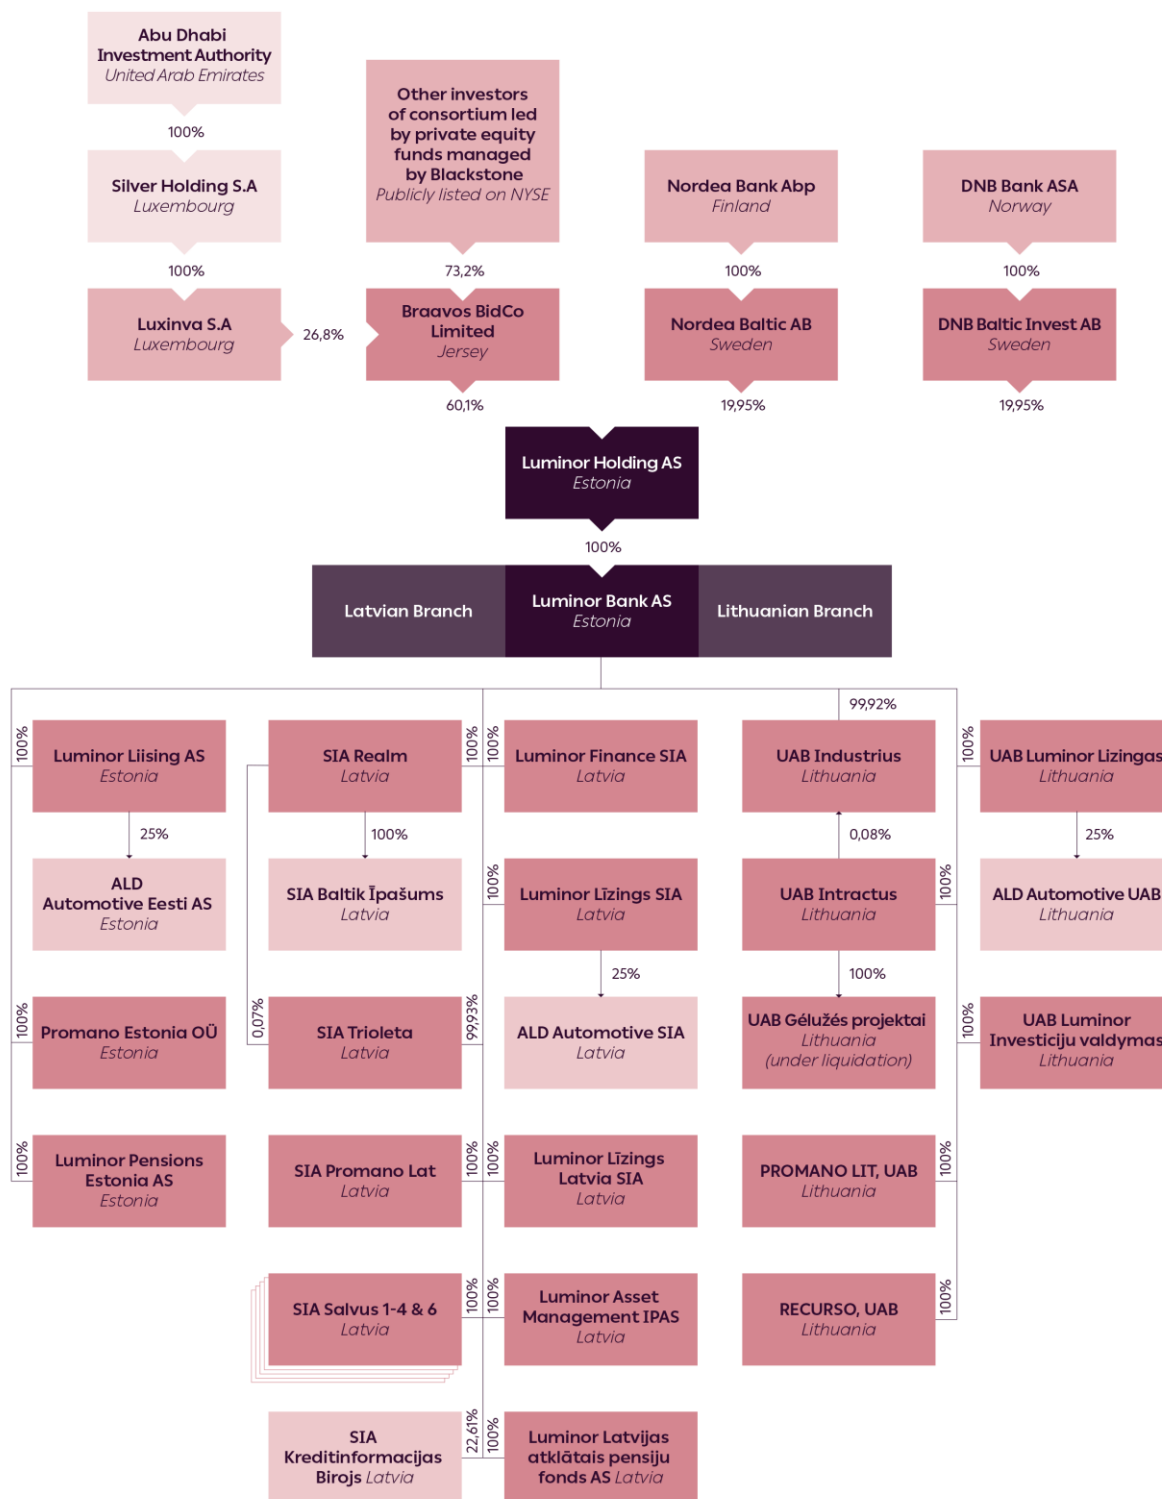 Abu Dhabi
Investment Authority
United Arab Emirates
100%
Silver Holding S.A
Luxembourg
100%
Luxinva S.A
Luxembourg
26,8%
Other investors
of consortium led
by private equity
funds managed
by Blackstone
Publicly listed on NYSE
73,2%
Braavos BidCo
Limited
Jersey
60,1%
Nordea Bank Abp
Finland
100%
Nordea Baltic AB
Sweden
19,95%
DNB Bank ASA
Norway
100%
DNB Baltic Invest AB
Sweden
19,95%
Luminor Holding AS
Estonia
100%
Latvian Branch
Luminor Bank AS
Estonia
Lithuanian Branch
100%
Luminor Liising AS
Estonia
25%
ALD
Automotive Eesti AS
Estonia
100%
Promano Estonia OÜ
Estonia
100%
Luminor Pensions
Estonia AS
Estonia
SIA Realm
Latvia
100%
100%
SIA Baltik Īpašums
Latvia
0,07%
SIA Trioleta
Latvia
99,93%
SIA Promano Lat
Latvia
100%
SIA Salvus 1-4 & 6
Latvia
100%
SIA
Kreditinformacijas
Birojs Latvia
22,61%
100%
Luminor Finance SIA
Latvia
100%
Luminor Līzings SIA
Latvia
25%
ALD Automotive SIA
Latvia
100%
Luminor Līzings
Latvia SIA
Latvia
100%
Luminor Asset
Management IPAS
Latvia
100%
Luminor Latvijas
atklātais pensiju
fonds AS Latvia
99,92%
UAB Industrius
Lithuania
0,08%
UAB Intractus
Lithuania
100%
100%
UAB Gélužés projektai
Lithuania
(under liquidation)
PROMANO LIT, UAB
Lithuania
100%
RECURSO, UAB
Lithuania
100%
100%
UAB Luminor Lizingas
Lithuania
25%
ALD Automotive UAB
Lithuania
100%
UAB Luminor
Investiciju valdymas
Lithuania